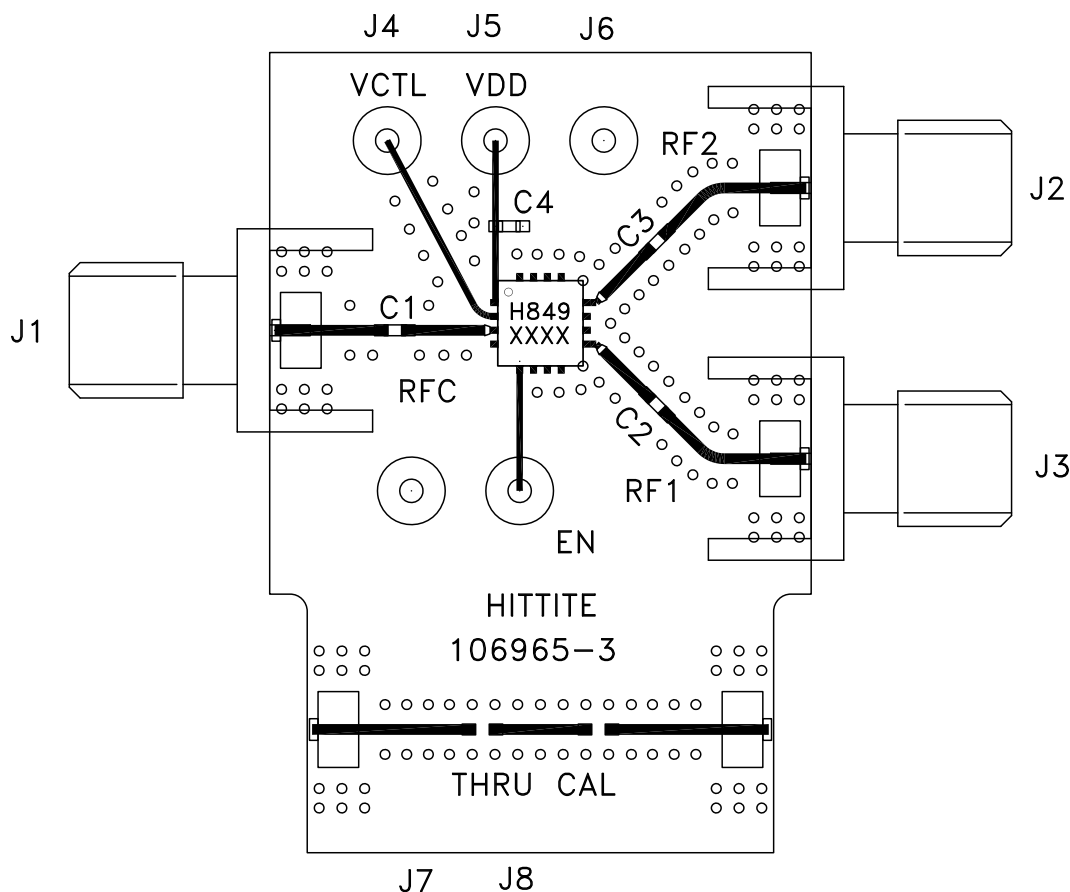 J4 J5 J6
VCTL VDD
RF2
J2
C4
C3
H849
XXXX
C1
J1
RFC
C2
RF1
J3
EN
HITTITE
106965-3
THRU CAL
J7 J8